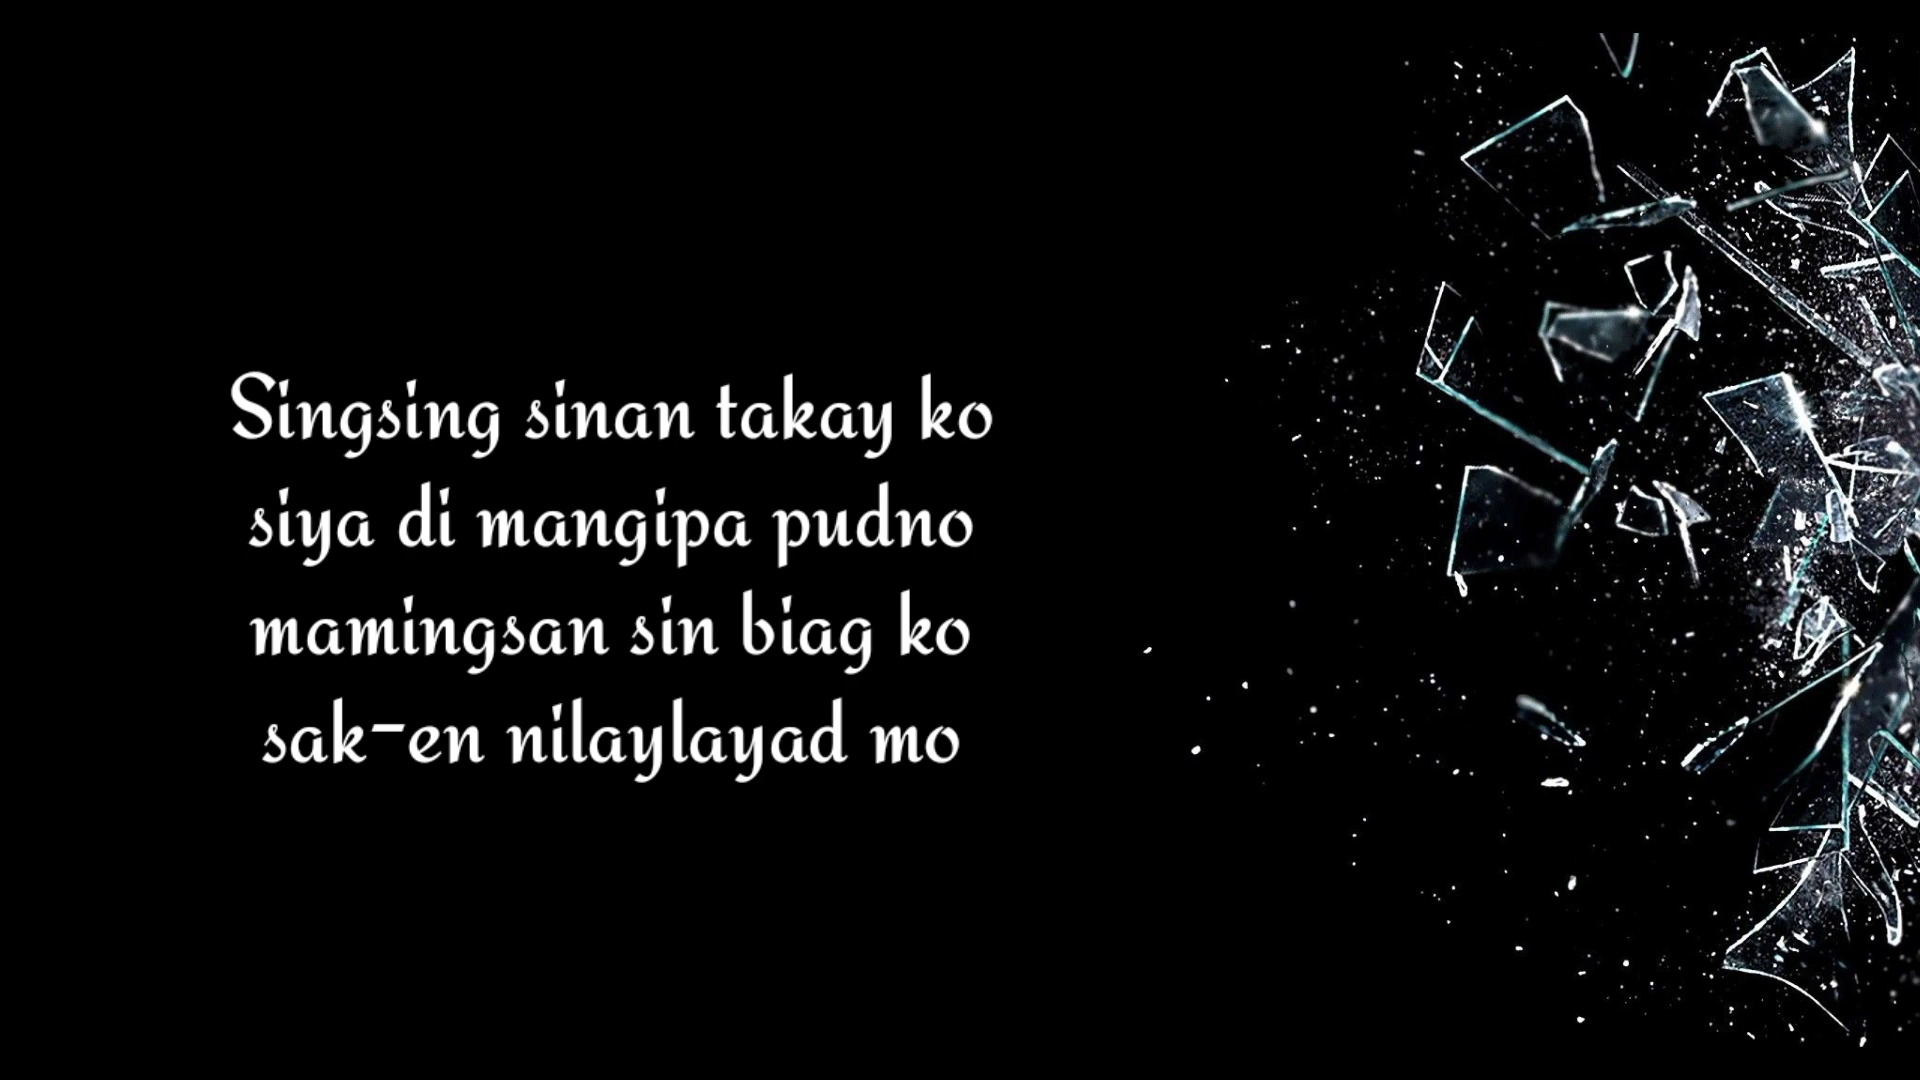 Singsing sinan takay ko
siya di mangipa pudno
mamingsan sin biag ko
sak-en nilaylayad mo